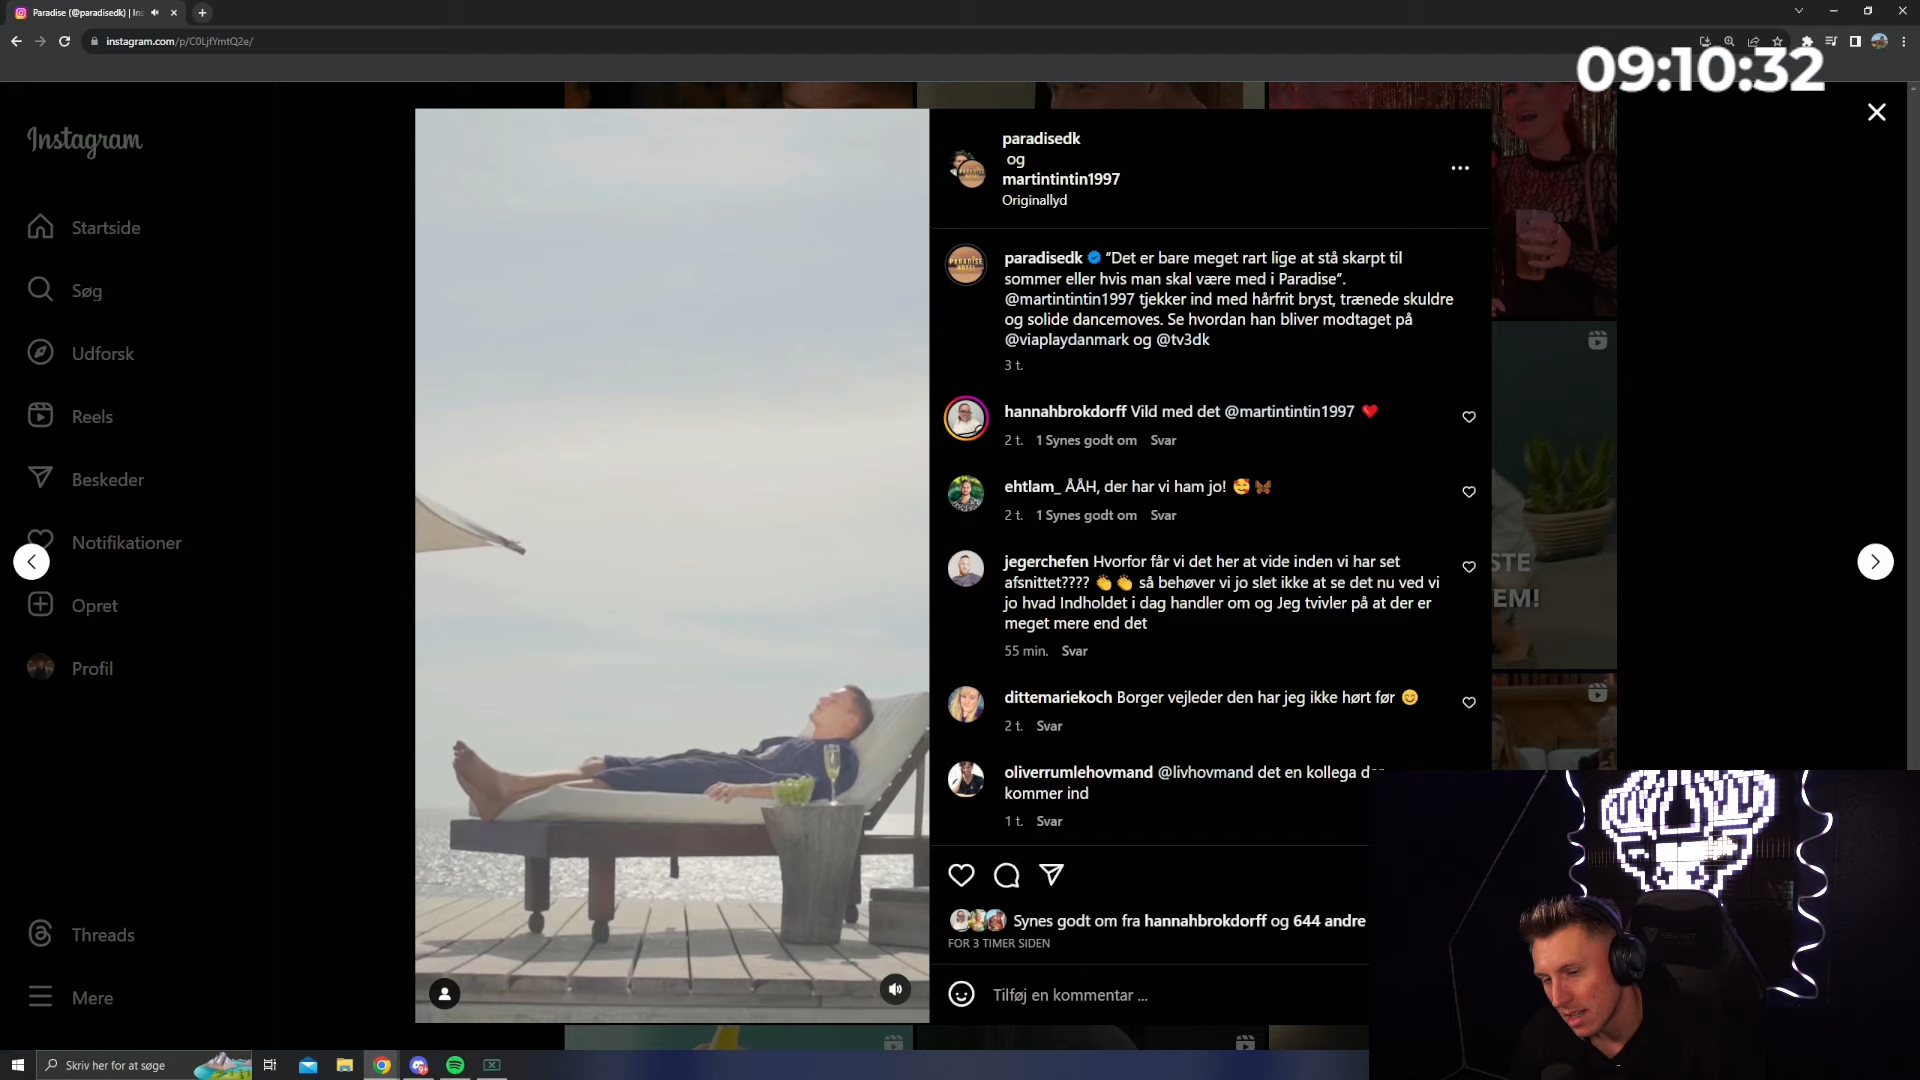 Paradise (@paradisedk) | Ins
instagram.com/p/C0LjfYmtQ2e/
09:10:32
Instagram
Startside
Søg
Udforsk
Reels
Beskeder
Notifikationer
Opret
Profil
Threads
Mere
paradisedk
og
martintintin1997
Originallyd
PARADISE
HOTEL
paradisedk "Det er bare meget rart lige at stå skarpt til
sommer eller hvis man skal være med i Paradise".
@martintintin1997 tjekker ind med hårfrit bryst, trænede skuldre
og solide dancemoves. Se hvordan han bliver modtaget på
@viaplaydanmark og @tv3dk
3 t.
hannahbrokdorff Vild med det @martintintin1997 ❤️
2 t. 1 Synes godt om Svar
ehtlam_ ÅÅH, der har vi ham jo! 🥰 🦋
2 t. 1 Synes godt om Svar
jegerchefen Hvorfor får vi det her at vide inden vi har set
afsnittet???? 👏 👏 så behøver vi jo slet ikke at se det nu ved vi
jo hvad Indholdet i dag handler om og Jeg tvivler på at der er
meget mere end det
55 min. Svar
dittemariekoch Borger vejleder den har jeg ikke hørt før 😊
2 t. Svar
oliverrumlehovmand @livhovmand det en kollega der
kommer ind
1 t. Svar
Synes godt om fra hannahbrokdorff og 644 andre
FOR 3 TIMER SIDEN
Tilføj en kommentar ...
STE
EM!
Skriv her for at søge